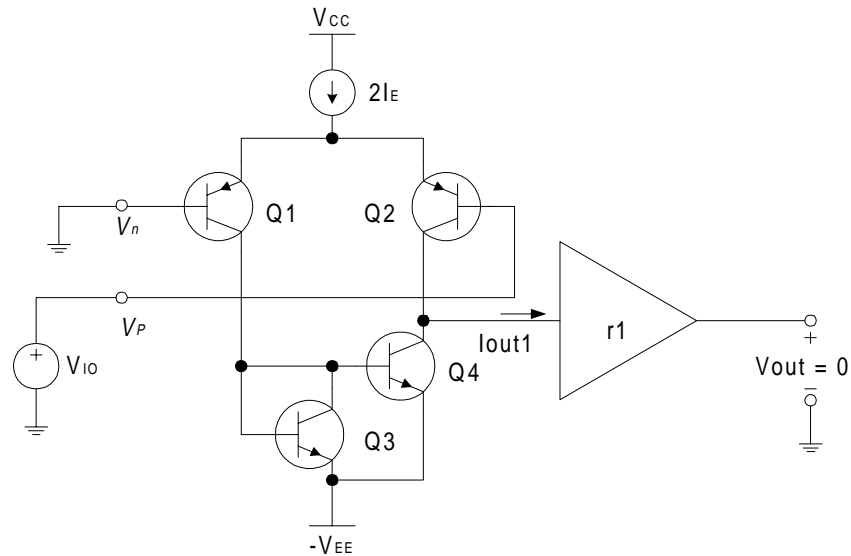 VCC
2IE
Q1
Q2
Vn
VP
VIO
Iout1
r1
Q4
Vout = 0
Q3
-VEE